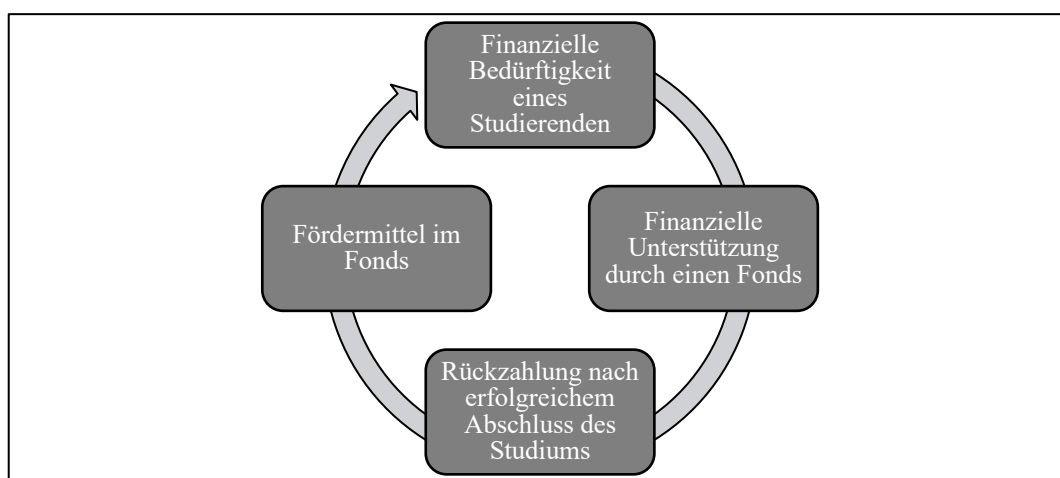 Finanzielle
Bedürftigkeit
eines
Studierenden
Finanzielle
Unterstützung
durch einen Fonds
Rückzahlung nach
erfolgreichem
Abschluss des
Studiums
Fördermittel im
Fonds